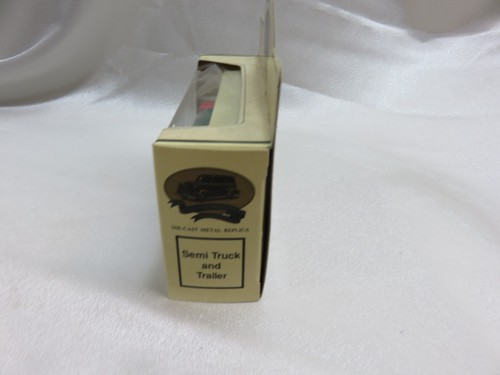 DIE-CAST METAL REPLICA
Semi Truck
and
Trailer